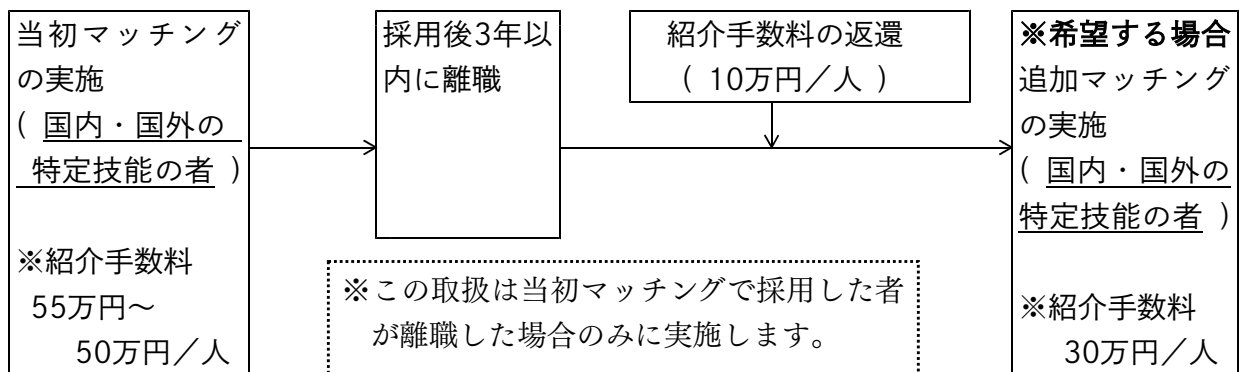 当初マッチング
の実施
( 国内・国外の
特定技能の者 )
※紹介手数料
55万円～
50万円／人
採用後3年以
内に離職
紹介手数料の返還
( 10万円／人 )
※この取扱は当初マッチングで採用した者
が離職した場合のみに実施します。
※希望する場合
追加マッチング
の実施
( 国内・国外の
特定技能の者 )
※紹介手数料
30万円／人